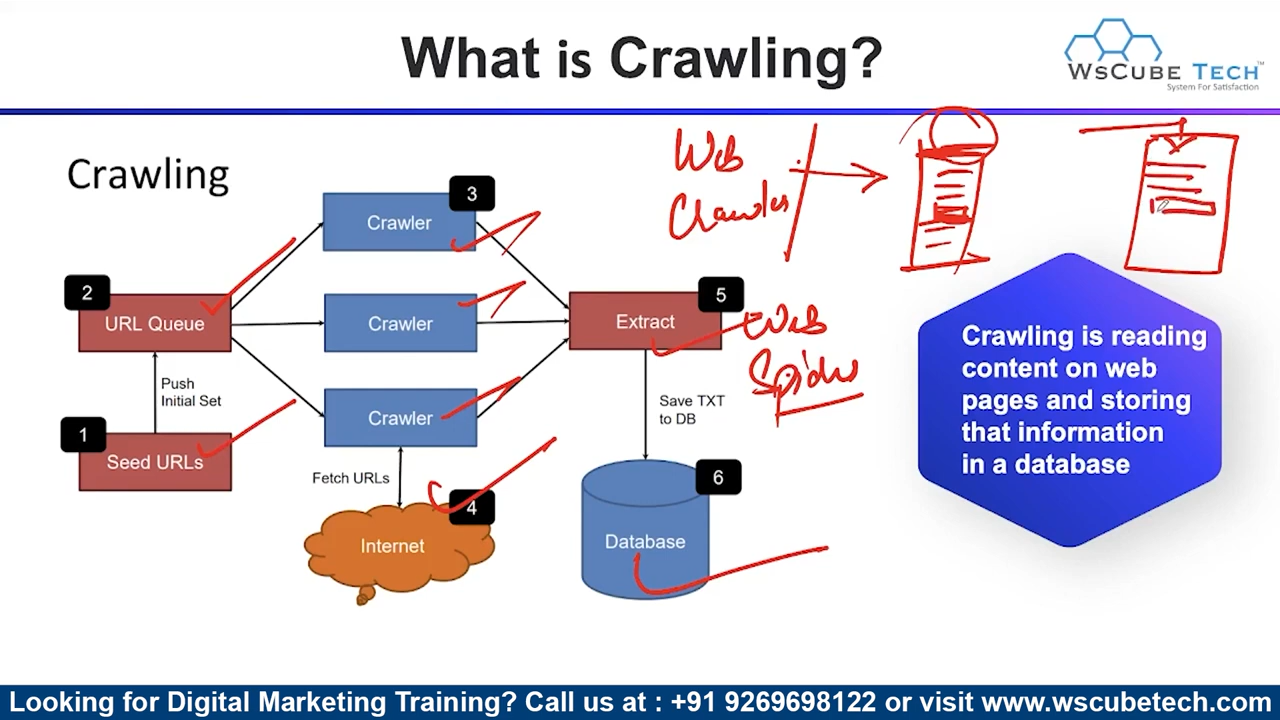 What is Crawling?
WsCube Tech™
System For Satisfaction
Crawling
Web
Crawler
3
Crawler
2
URL Queue
Crawler
5
Extract
Web
Spider
Push
Initial Set
Crawler
Save TXT
to DB
1
Seed URLs
Fetch URLs
4
Internet
6
Database
Crawling is reading
content on web
pages and storing
that information
in a database
Looking for Digital Marketing Training? Call us at : +91 9269698122 or visit www.wscubetech.com